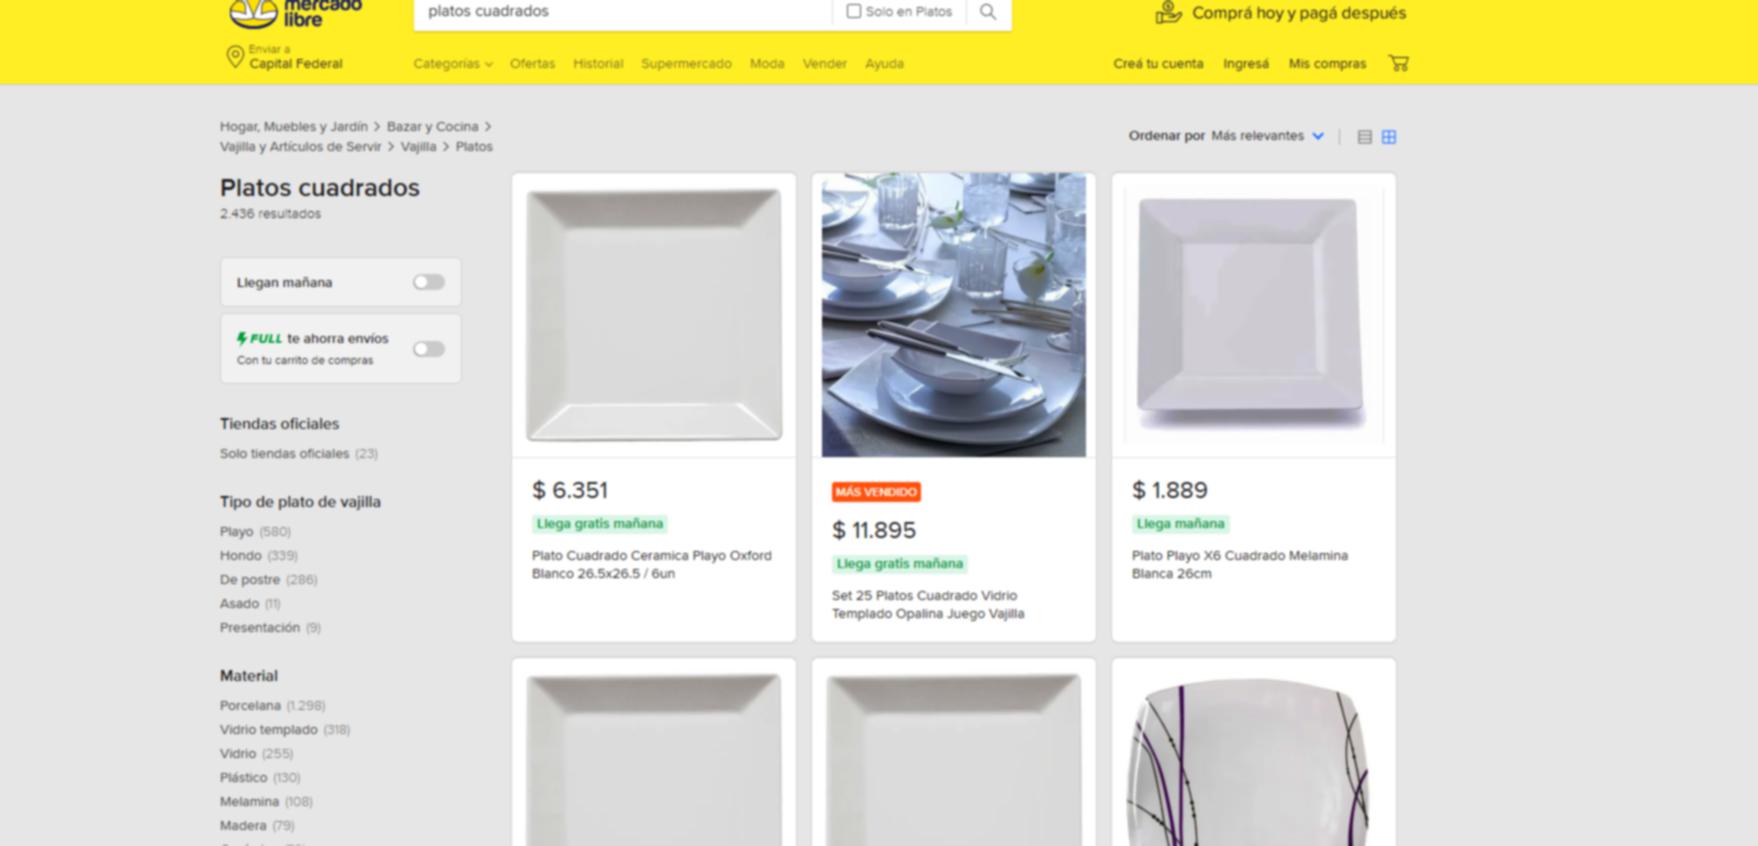 mercado
libre
platos cuadrados
Solo en Platos
Comprá hoy y pagá después
Enviar a
Capital Federal
Categorías
Ofertas
Historial
Supermercado
Moda
Vender
Ayuda
Creá tu cuenta
Ingresá
Mis compras
Hogar, Muebles y Jardín > Bazar y Cocina >
Vajilla y Artículos de Servir > Vajilla > Platos
Ordenar por Más relevantes
Platos cuadrados
2.436 resultados
Llegan mañana
FULL te ahorra envíos
Con tu carrito de compras
Tiendas oficiales
Solo tiendas oficiales (23)
Tipo de plato de vajilla
Playo (580)
Hondo (339)
De postre (286)
Asado (11)
Presentación (9)
Material
Porcelana (1.298)
Vidrio templado (318)
Vidrio (255)
Plástico (130)
Melamina (108)
Madera (79)
$ 6.351
Llega gratis mañana
Plato Cuadrado Ceramica Playo Oxford
Blanco 26.5x26.5 / 6un
MÁS VENDIDO
$ 11.895
Llega gratis mañana
Set 25 Platos Cuadrado Vidrio
Templado Opalina Juego Vajilla
$ 1.889
Llega mañana
Plato Playo X6 Cuadrado Melamina
Blanca 26cm